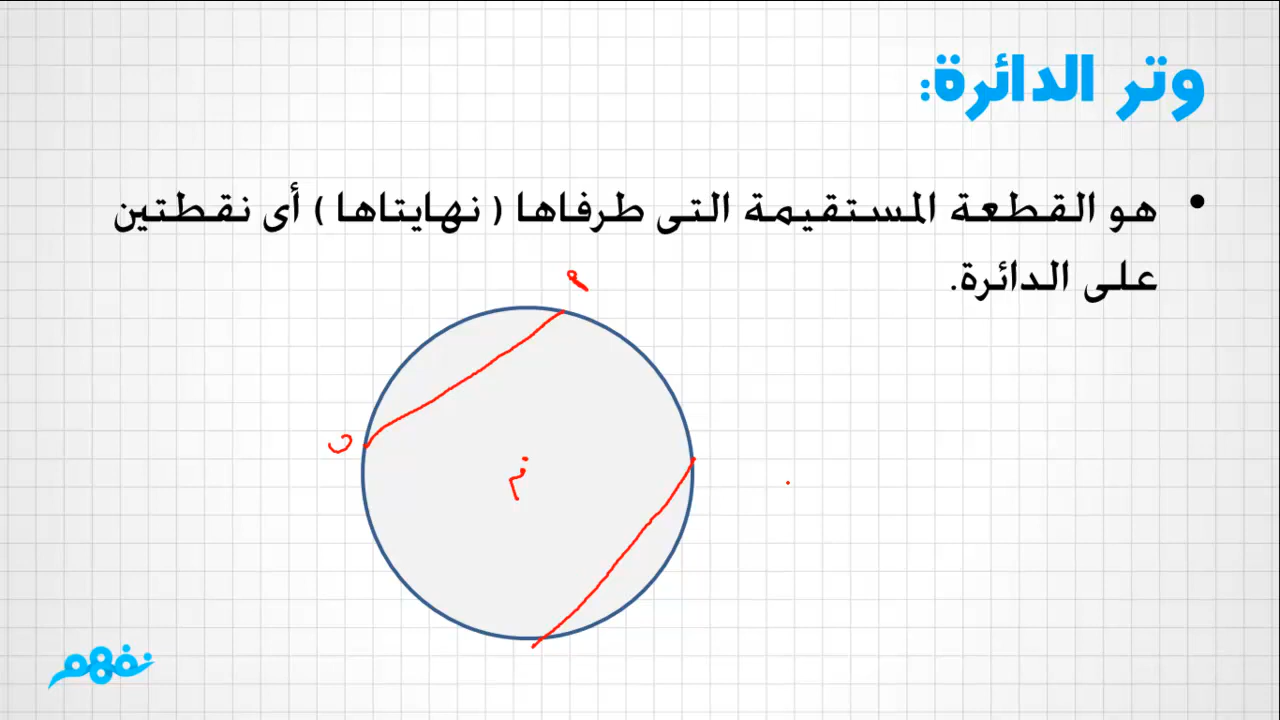 وتر الدائرة:
• هو القطعة المستقيمة التى طرفاها ( نهايتاها ) أى نقطتين
على الدائرة.
م
نفهم